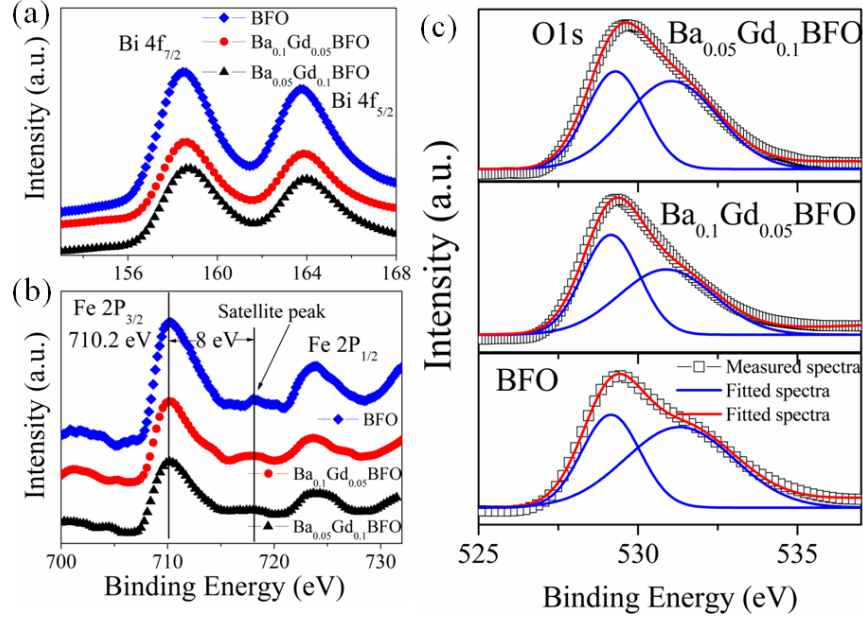 (a)
BFO
Ba0.1Gd0.05BFO
Ba0.05Gd0.1BFO
Bi 4f7/2
Bi 4f5/2
Intensity (a.u.)
156 160 164 168
(b)
Fe 2P3/2
710.2 eV
8 eV
Satellite peak
Fe 2P1/2
BFO
Ba0.1Gd0.05BFO
Ba0.05Gd0.1BFO
Intensity (a.u.)
700 710 720 730
Binding Energy (eV)
(c)
O1s Ba0.05Gd0.1BFO
Ba0.1Gd0.05BFO
BFO
Measured spectra
Fitted spectra
Fitted spectra
Intensity (a.u.)
525 530 535
Binding Energy (eV)